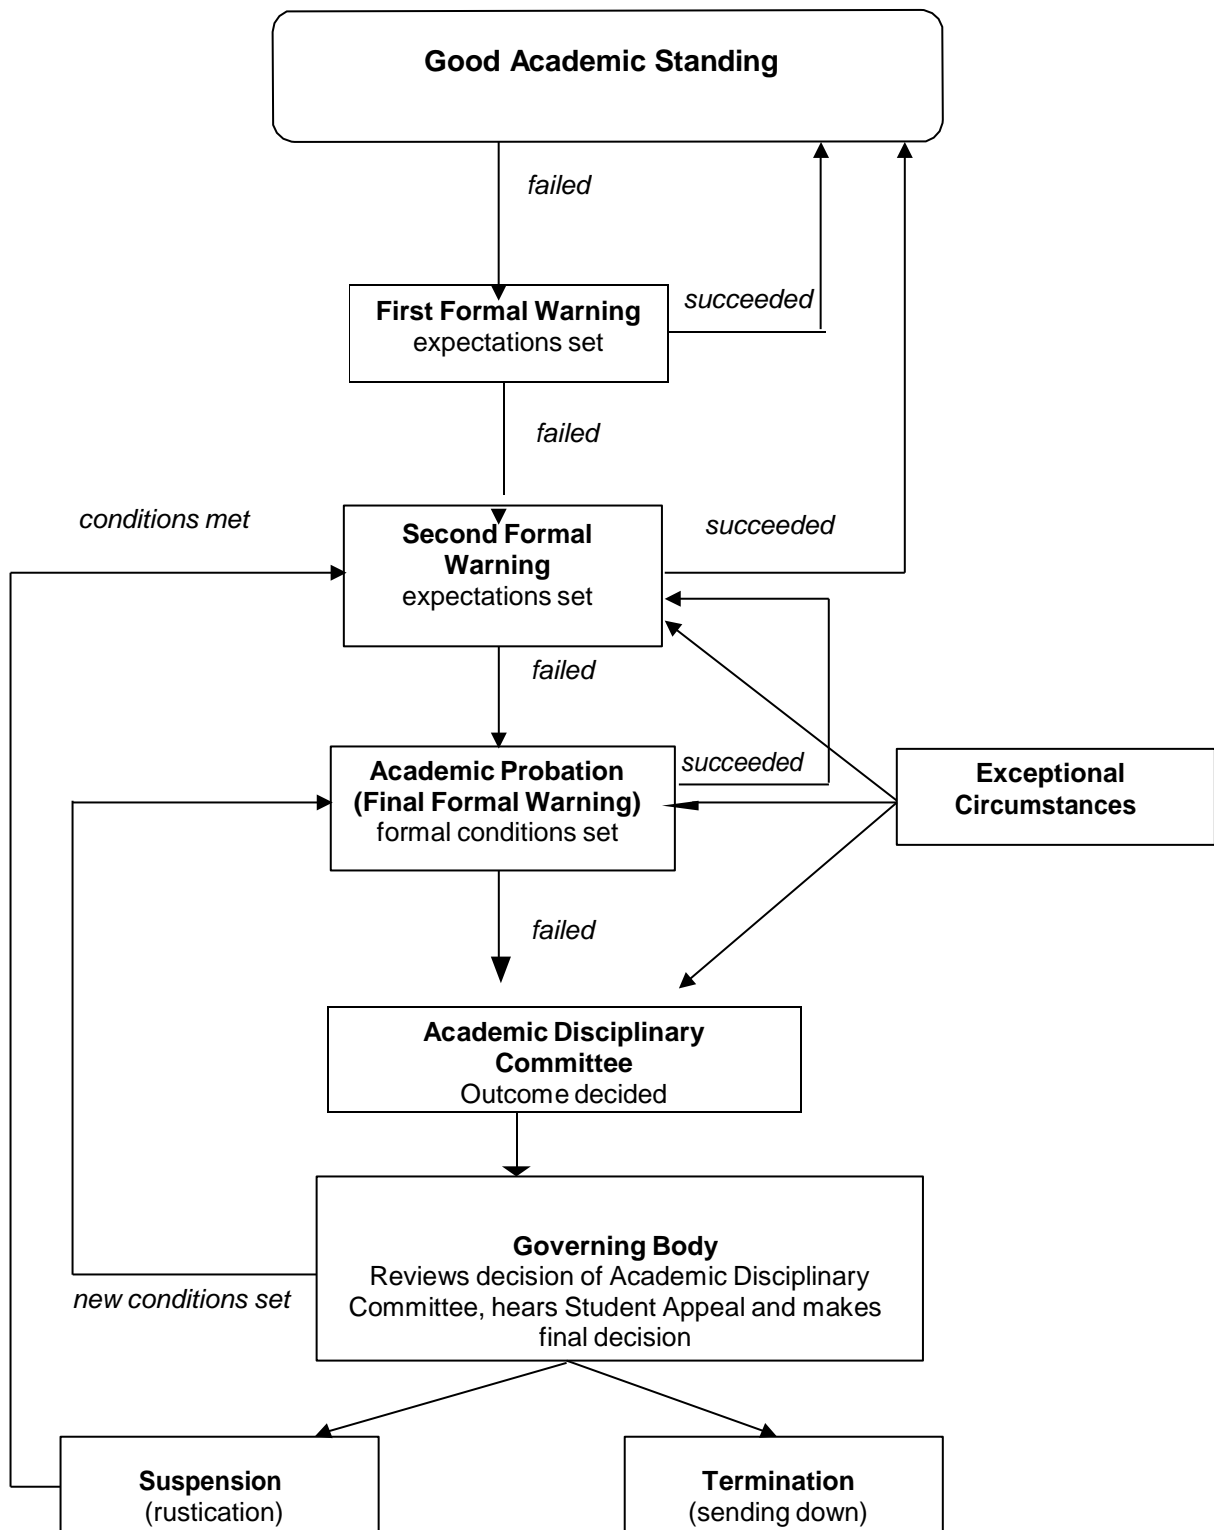 Good Academic Standing
failed
First Formal Warning
expectations set
succeeded
failed
conditions met
Second Formal
Warning
expectations set
succeeded
failed
Academic Probation
(Final Formal Warning)
formal conditions set
succeeded
Exceptional
Circumstances
failed
Academic Disciplinary
Committee
Outcome decided
Governing Body
Reviews decision of Academic Disciplinary
Committee, hears Student Appeal and makes
final decision
new conditions set
Suspension
(rustication)
Termination
(sending down)